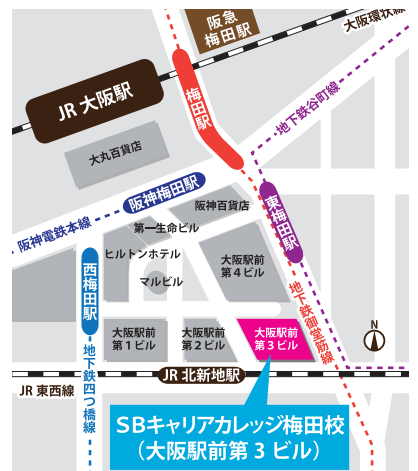 阪急
梅田駅
大阪環状線
JR 大阪駅
梅田駅
地下鉄谷町線
大丸百貨店
阪神梅田駅
阪神百貨店
東梅田駅
阪神電鉄本線
第一生命ビル
ヒルトンホテル
マルビル
西梅田駅
大阪駅前
第4ビル
地下鉄御堂筋線
大阪駅前
第1ビル
大阪駅前
第2ビル
大阪駅前
第3ビル
N
JR 東西線
JR 北新地駅
地下鉄四つ橋線
SBキャリアカレッジ梅田校
(大阪駅前第 3 ビル)